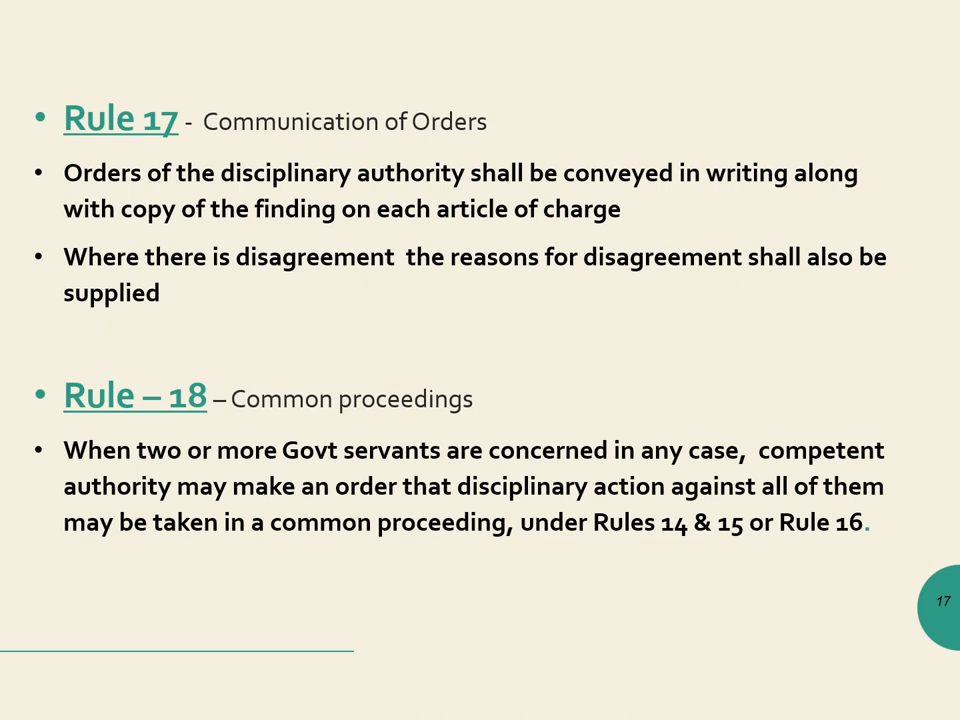 • Rule 17 - Communication of Orders
• Orders of the disciplinary authority shall be conveyed in writing along
with copy of the finding on each article of charge
• Where there is disagreement the reasons for disagreement shall also be
supplied
• Rule – 18 – Common proceedings
• When two or more Govt servants are concerned in any case, competent
authority may make an order that disciplinary action against all of them
may be taken in a common proceeding, under Rules 14 & 15 or Rule 16.
17